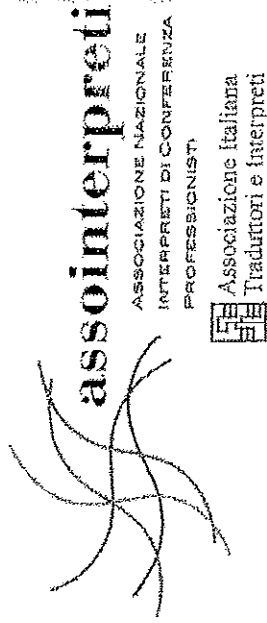 assointerpreti
ASSOCIAZIONE NAZIONALE
INTERPRETI DI CONFERENZA
PROFESSIONISTI
Associazione Italiana
Traduttori e Interpreti